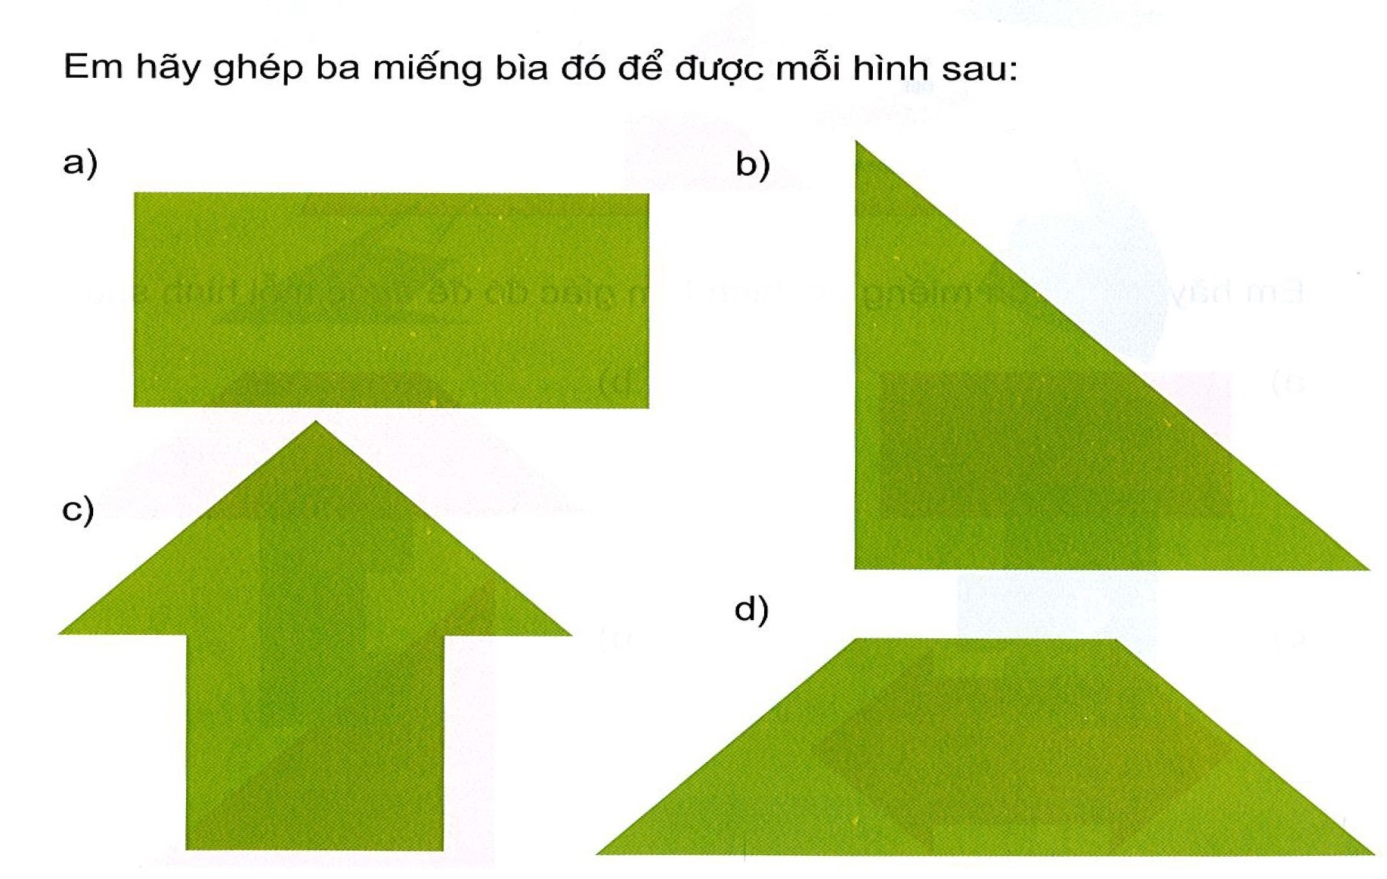 Em hãy ghép ba miếng bìa đó để được mỗi hình sau:
a)
b)
c)
d)